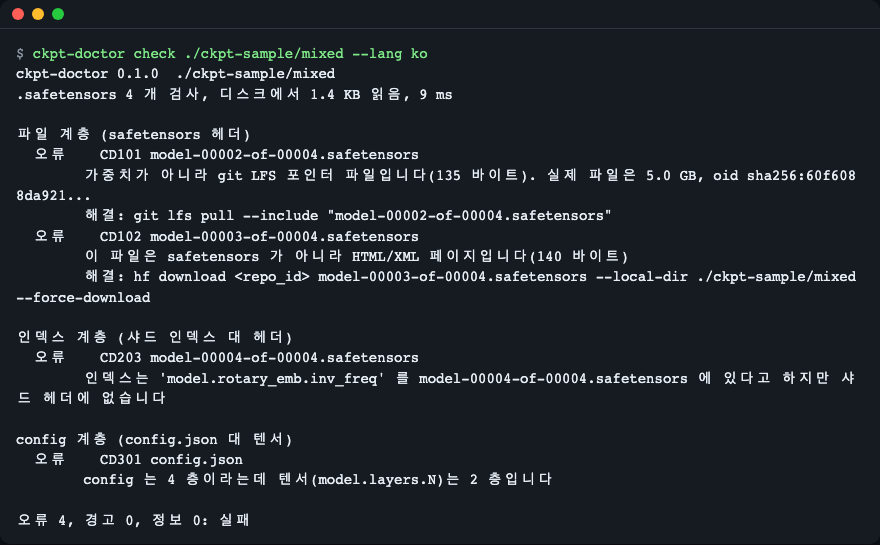 $ ckpt-doctor check ./ckpt-sample/mixed --lang ko
ckpt-doctor 0.1.0  ./ckpt-sample/mixed
.safetensors 4 개 검사, 디스크에서 1.4 KB 읽음, 9 ms
파일 계층 (safetensors 헤더)
오류    CD101 model-00002-of-00004.safetensors
가중치가 아니라 git LFS 포인터 파일입니다(135 바이트). 실제 파일은 5.0 GB, oid sha256:60f608
8da921...
해결: git lfs pull --include "model-00002-of-00004.safetensors"
오류    CD102 model-00003-of-00004.safetensors
이 파일은 safetensors 가 아니라 HTML/XML 페이지입니다(140 바이트)
해결: hf download <repo_id> model-00003-of-00004.safetensors --local-dir ./ckpt-sample/mixed
--force-download
인덱스 계층 (샤드 인덱스 대 헤더)
오류    CD203 model-00004-of-00004.safetensors
인덱스는 'model.rotary_emb.inv_freq' 를 model-00004-of-00004.safetensors 에 있다고 하지만 샤
드 헤더에 없습니다
config 계층 (config.json 대 텐서)
오류    CD301 config.json
config 는 4 층이라는데 텐서(model.layers.N)는 2 층입니다
오류 4, 경고 0, 정보 0: 실패